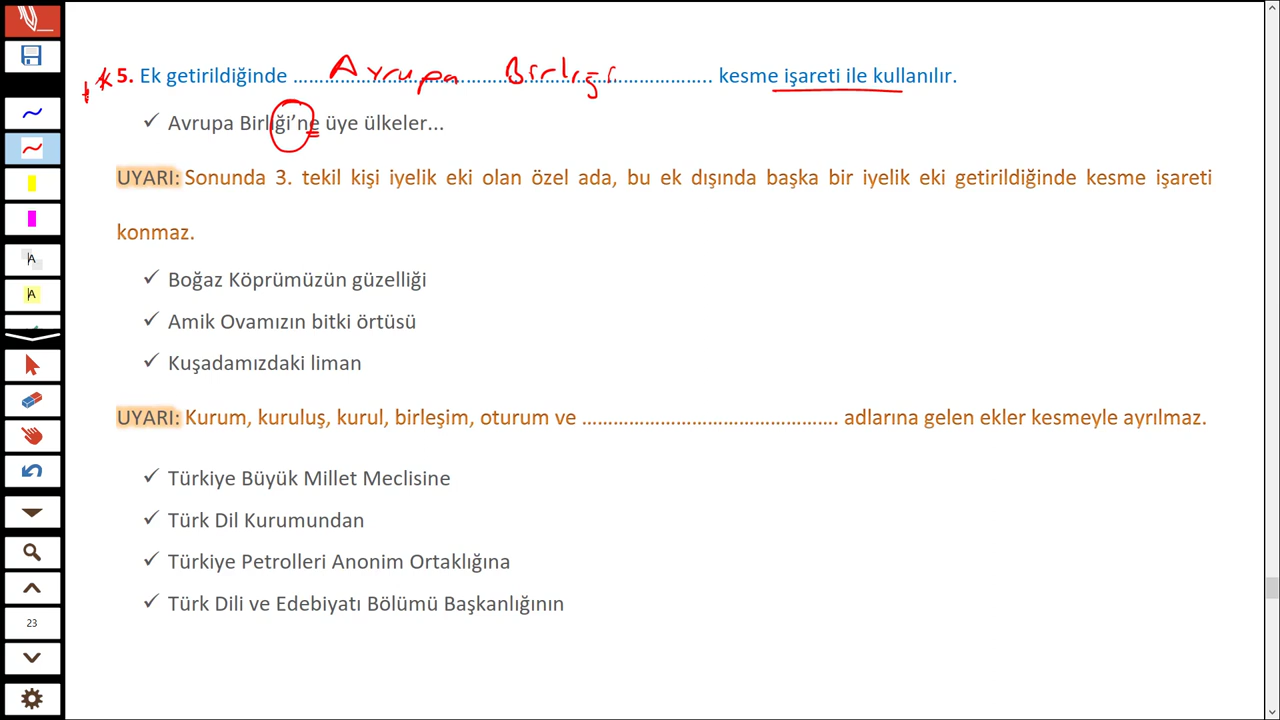 5. Ek getirildiğinde ............ Avrupa Birliği ............ kesme işareti ile kullanılır.
✓ Avrupa Birliği’ne üye ülkeler...
UYARI: Sonunda 3. tekil kişi iyelik eki olan özel ada, bu ek dışında başka bir iyelik eki getirildiğinde kesme işareti
konmaz.
✓ Boğaz Köprümüzün güzelliği
✓ Amik Ovamızın bitki örtüsü
✓ Kuşadamızdaki liman
UYARI: Kurum, kuruluş, kurul, birleşim, oturum ve ........................ adlarına gelen ekler kesmeyle ayrılmaz.
✓ Türkiye Büyük Millet Meclisine
✓ Türk Dil Kurumundan
✓ Türkiye Petrolleri Anonim Ortaklığına
✓ Türk Dili ve Edebiyatı Bölümü Başkanlığının
A
A
23